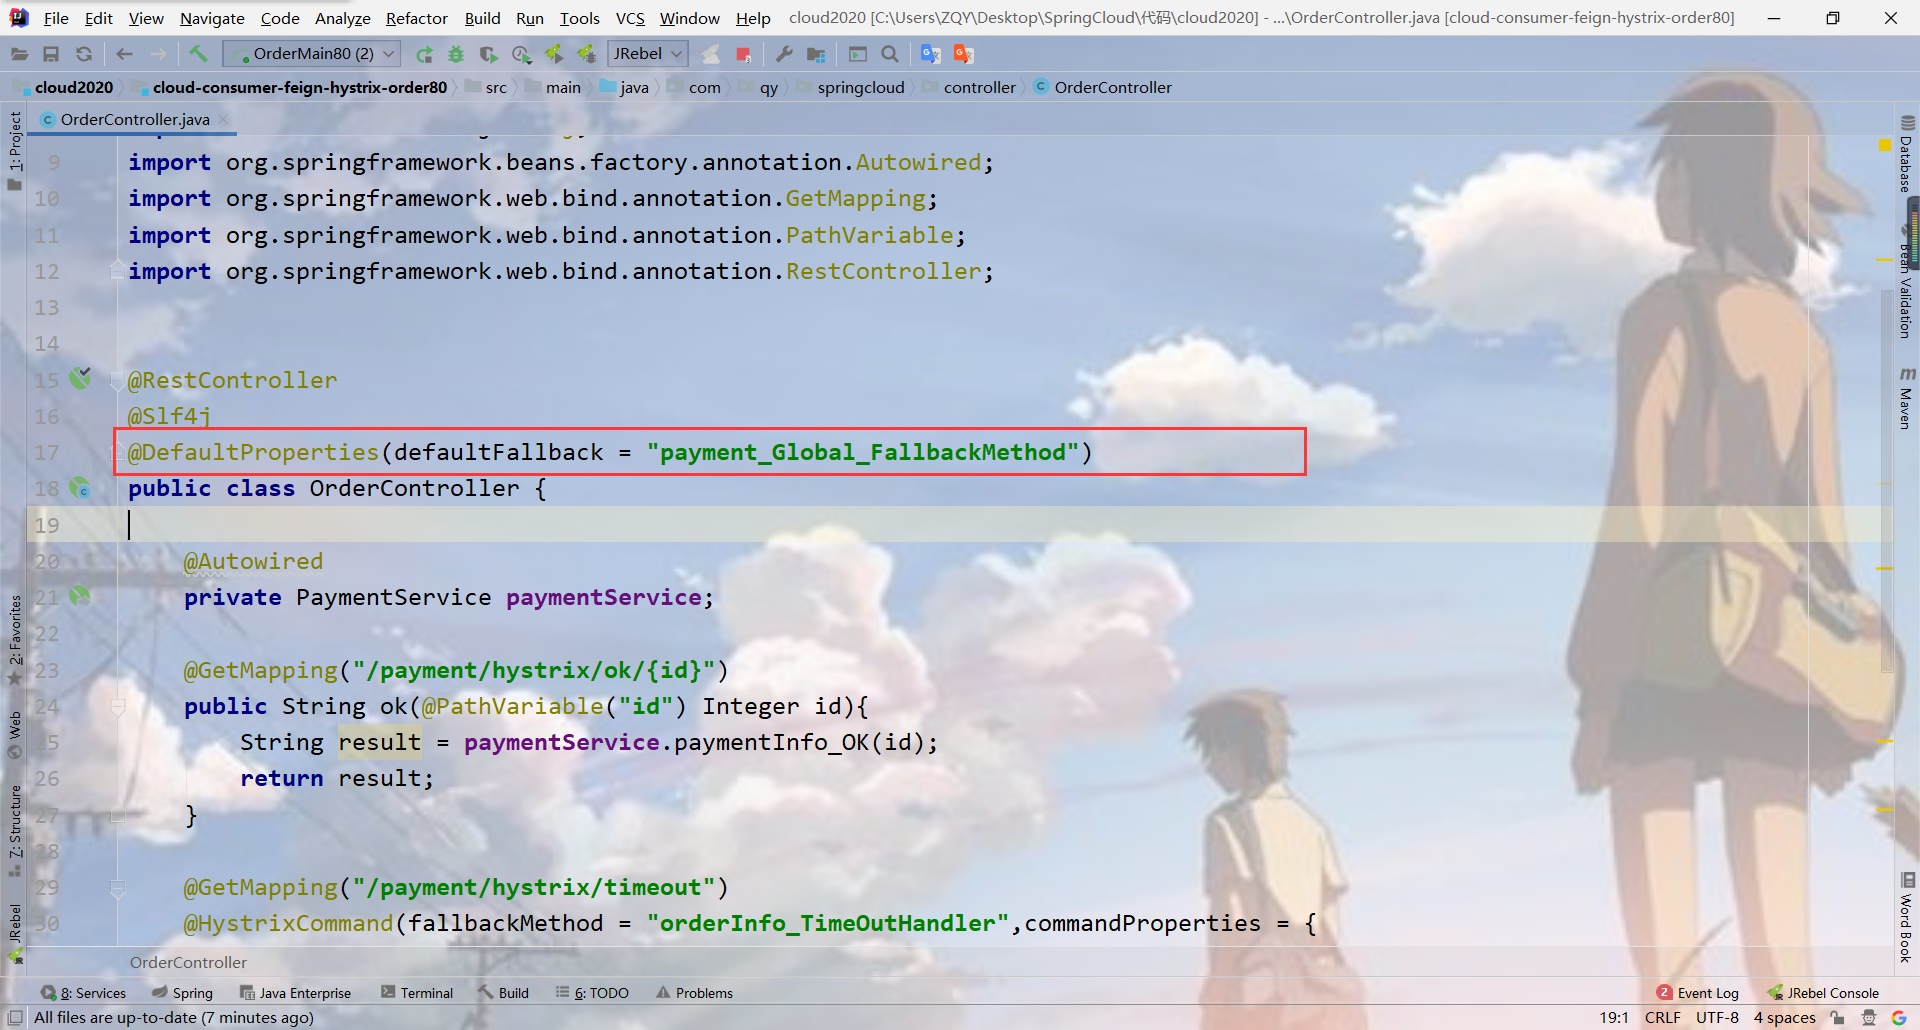 File Edit View Navigate Code Analyze Refactor Build Run Tools VCS Window Help cloud2020 [C:\Users\ZQY\Desktop\SpringCloud\代码\cloud2020] - ...\OrderController.java [cloud-consumer-feign-hystrix-order80]
OrderMain80 (2) JRebel
cloud2020 cloud-consumer-feign-hystrix-order80 src main java com qy springcloud controller OrderController
OrderController.java
9 import org.springframework.beans.factory.annotation.Autowired;
10 import org.springframework.web.bind.annotation.GetMapping;
11 import org.springframework.web.bind.annotation.PathVariable;
12 import org.springframework.web.bind.annotation.RestController;
13
14
15 @RestController
16 @Slf4j
17 @DefaultProperties(defaultFallback = "payment_Global_FallbackMethod")
18 public class OrderController {
19
20 @Autowired
21 private PaymentService paymentService;
22
23 @GetMapping("/payment/hystrix/ok/{id}")
24 public String ok(@PathVariable("id") Integer id){
25 String result = paymentService.paymentInfo_OK(id);
26 return result;
27 }
28
29 @GetMapping("/payment/hystrix/timeout")
30 @HystrixCommand(fallbackMethod = "orderInfo_TimeOutHandler",commandProperties = {
OrderController
1: Project
2: Favorites
Web
7: Structure
JRebel
Database
Bean Validation
Maven
Word Book
8: Services Spring Java Enterprise Terminal Build 6: TODO Problems 2 Event Log JRebel Console
All files are up-to-date (7 minutes ago) 19:1 CRLF UTF-8 4 spaces